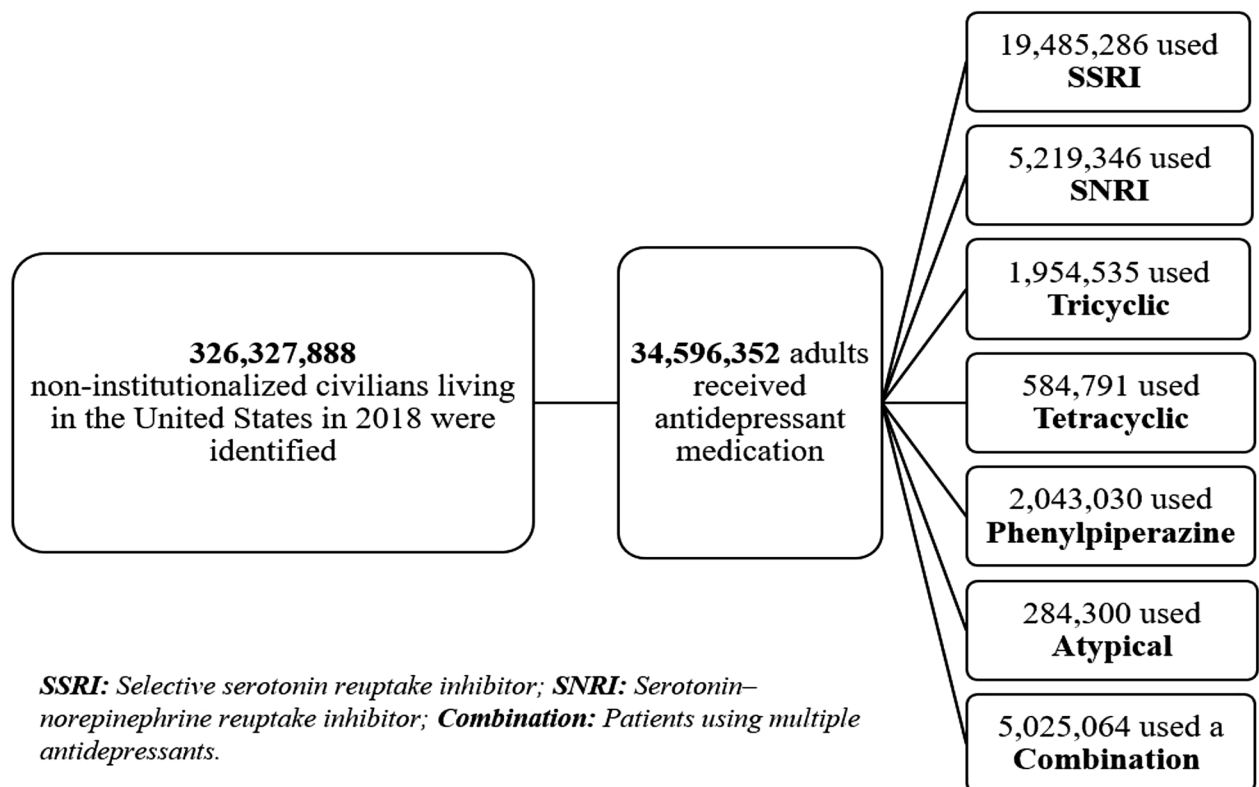 326,327,888
non-institutionalized civilians living
in the United States in 2018 were
identified
34,596,352 adults
received
antidepressant
medication
19,485,286 used
SSRI
5,219,346 used
SNRI
1,954,535 used
Tricyclic
584,791 used
Tetracyclic
2,043,030 used
Phenylpiperazine
284,300 used
Atypical
5,025,064 used a
Combination
SSRI: Selective serotonin reuptake inhibitor; SNRI: Serotonin–
norepinephrine reuptake inhibitor; Combination: Patients using multiple
antidepressants.